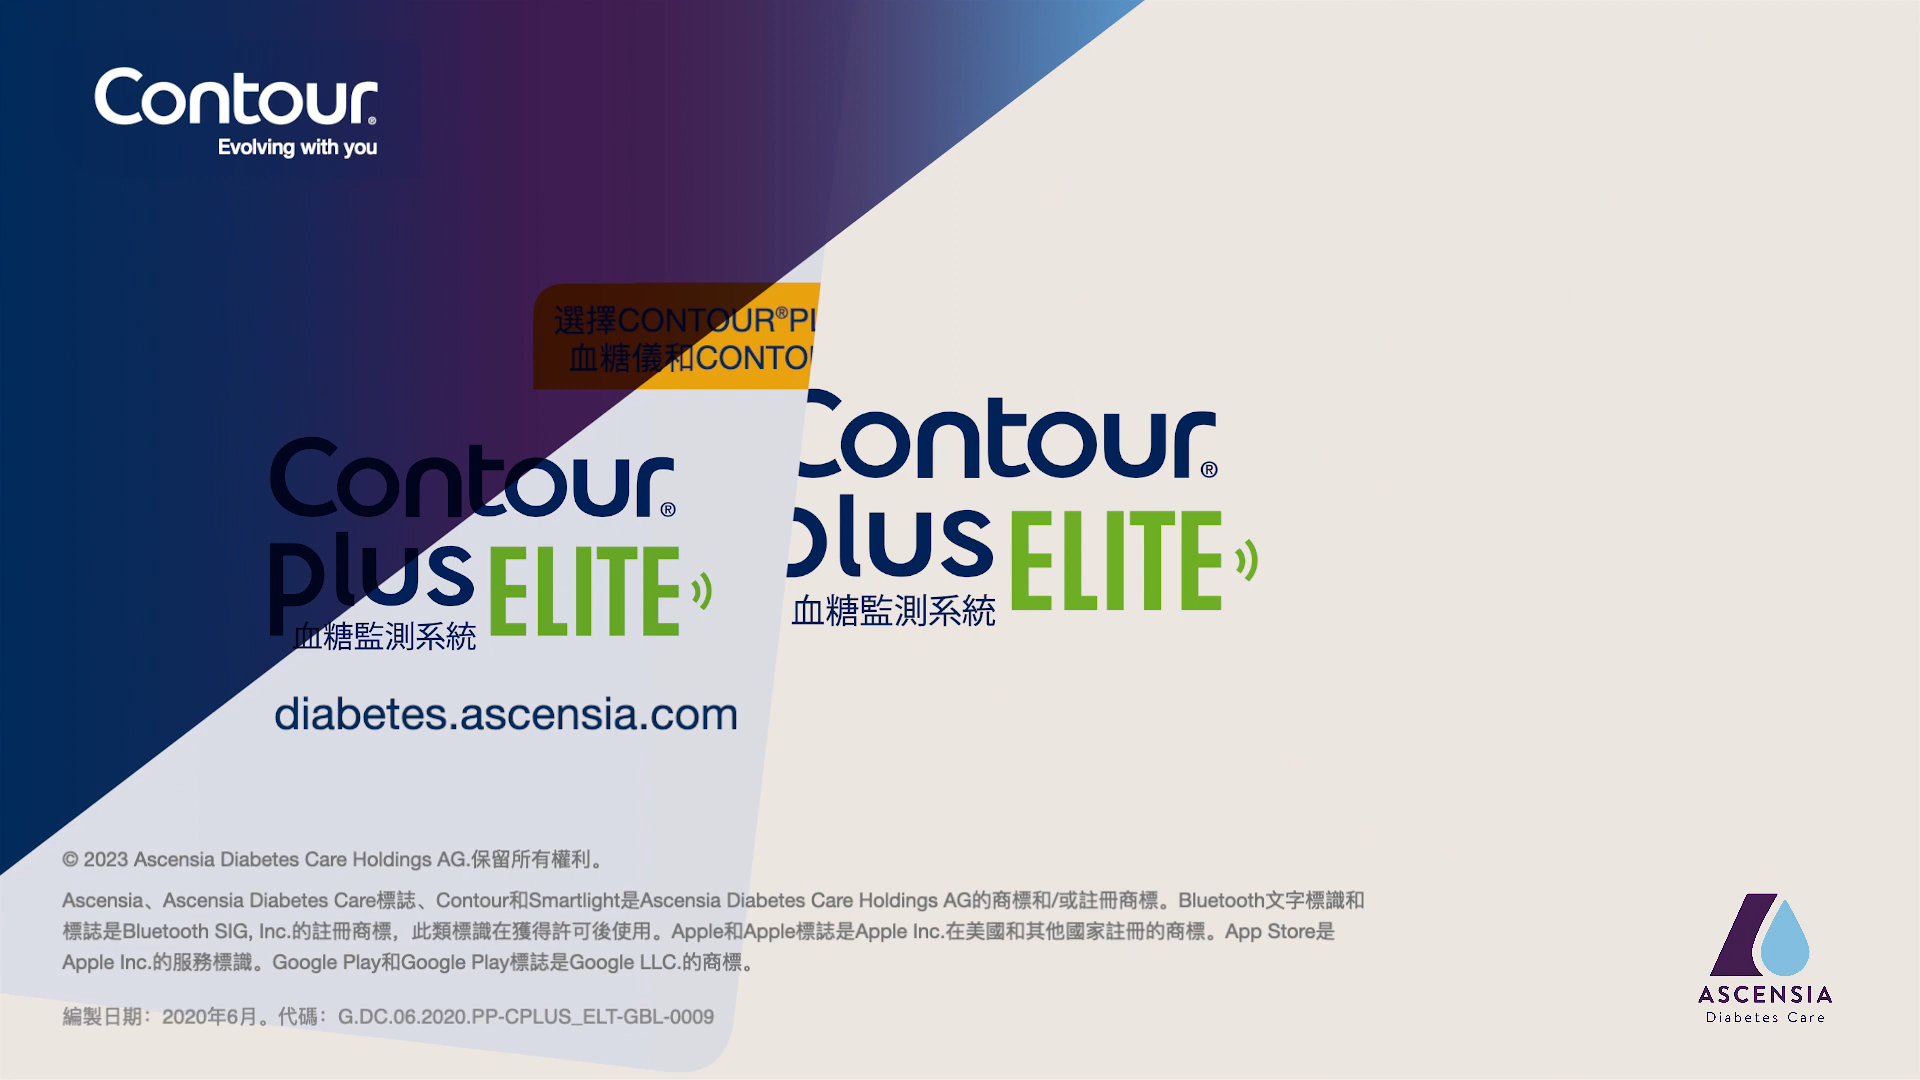 Contour®
Evolving with you
選擇CONTOUR®PL
血糖儀和CONTO
Contour®
plus ELITE
血糖監測系統
Contour®
plus ELITE
血糖監測系統
diabetes.ascensia.com
© 2023 Ascensia Diabetes Care Holdings AG.保留所有權利。
Ascensia、Ascensia Diabetes Care標誌、Contour和Smartlight是Ascensia Diabetes Care Holdings AG的商標和/或註冊商標。Bluetooth文字標識和
標誌是Bluetooth SIG, Inc.的註冊商標，此類標識在獲得許可後使用。Apple和Apple標誌是Apple Inc.在美國和其他國家註冊的商標。App Store是
Apple Inc.的服務標識。Google Play和Google Play標誌是Google LLC.的商標。
編製日期：2020年6月。代碼：G.DC.06.2020.PP-CPLUS_ELT-GBL-0009
ASCENSIA
Diabetes Care